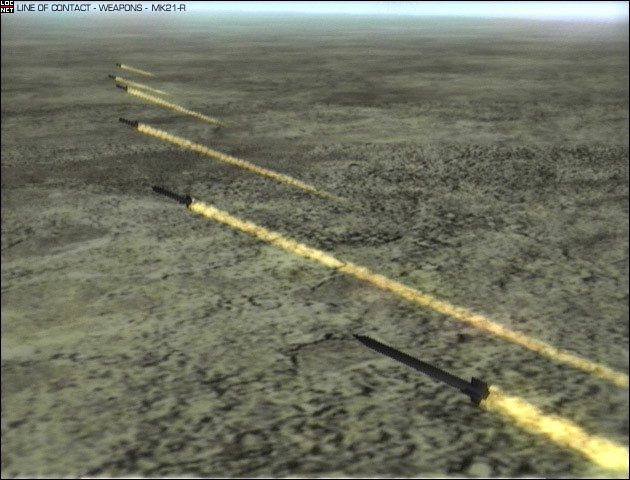 LOC
NET
LINE OF CONTACT - WEAPONS - MK21-R